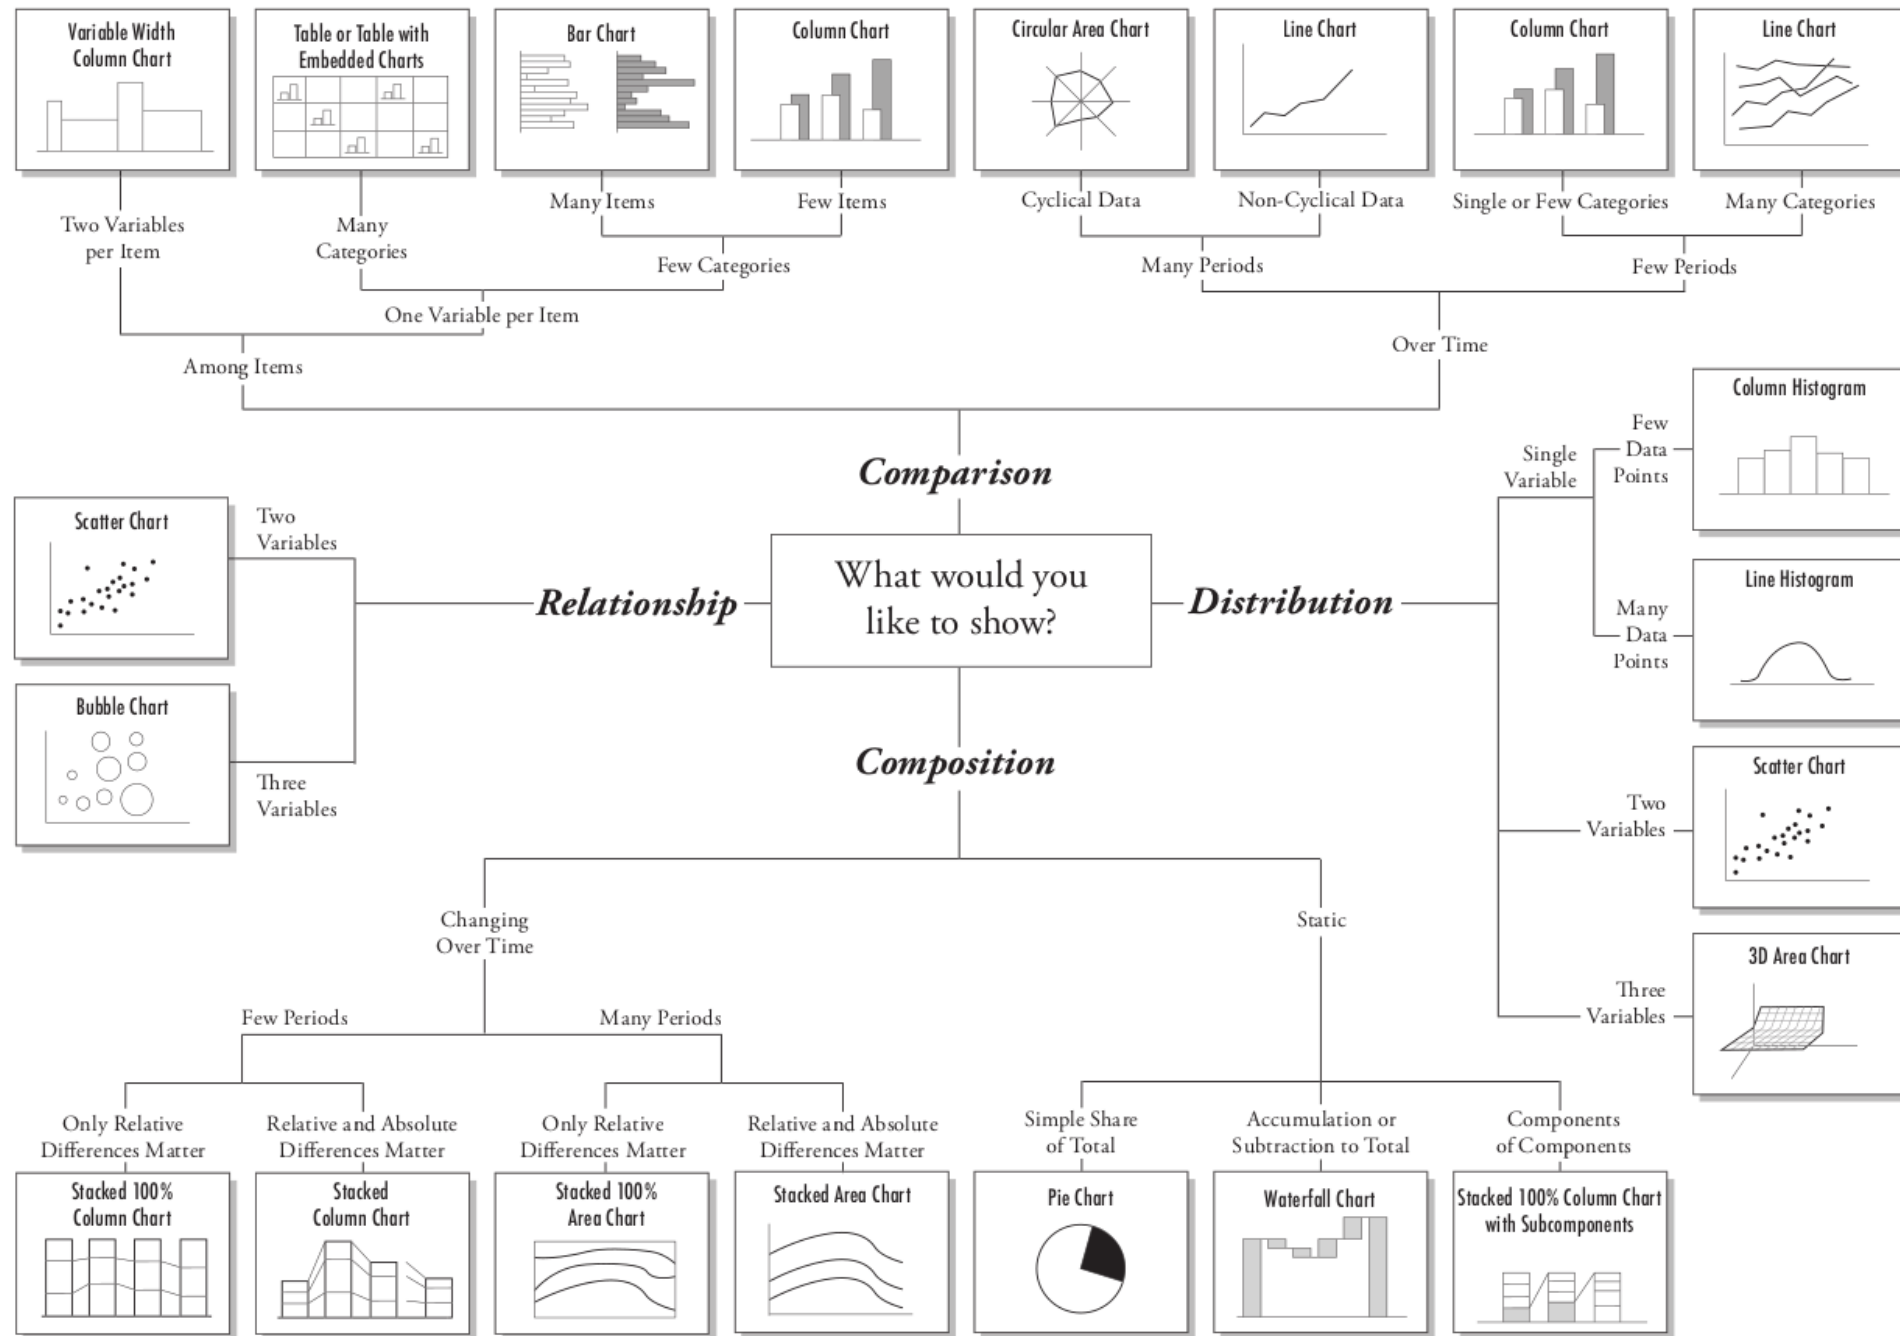 Variable Width
Column Chart
Table or Table with
Embedded Charts
Bar Chart
Column Chart
Circular Area Chart
Line Chart
Column Chart
Line Chart
Two Variables
per Item
Many
Categories
Many Items
Few Items
Cyclical Data
Non-Cyclical Data
Single or Few Categories
Many Categories
Few Categories
Many Periods
Few Periods
One Variable per Item
Among Items
Over Time
Comparison
Relationship
What would you
like to show?
Distribution
Composition
Scatter Chart
Two
Variables
Bubble Chart
Three
Variables
Single
Variable
Few
Data
Points
Column Histogram
Many
Data
Points
Line Histogram
Two
Variables
Scatter Chart
Three
Variables
3D Area Chart
Changing
Over Time
Static
Few Periods
Many Periods
Only Relative
Differences Matter
Relative and Absolute
Differences Matter
Only Relative
Differences Matter
Relative and Absolute
Differences Matter
Simple Share
of Total
Accumulation or
Subtraction to Total
Components
of Components
Stacked 100%
Column Chart
Stacked
Column Chart
Stacked 100%
Area Chart
Stacked Area Chart
Pie Chart
Waterfall Chart
Stacked 100% Column Chart
with Subcomponents